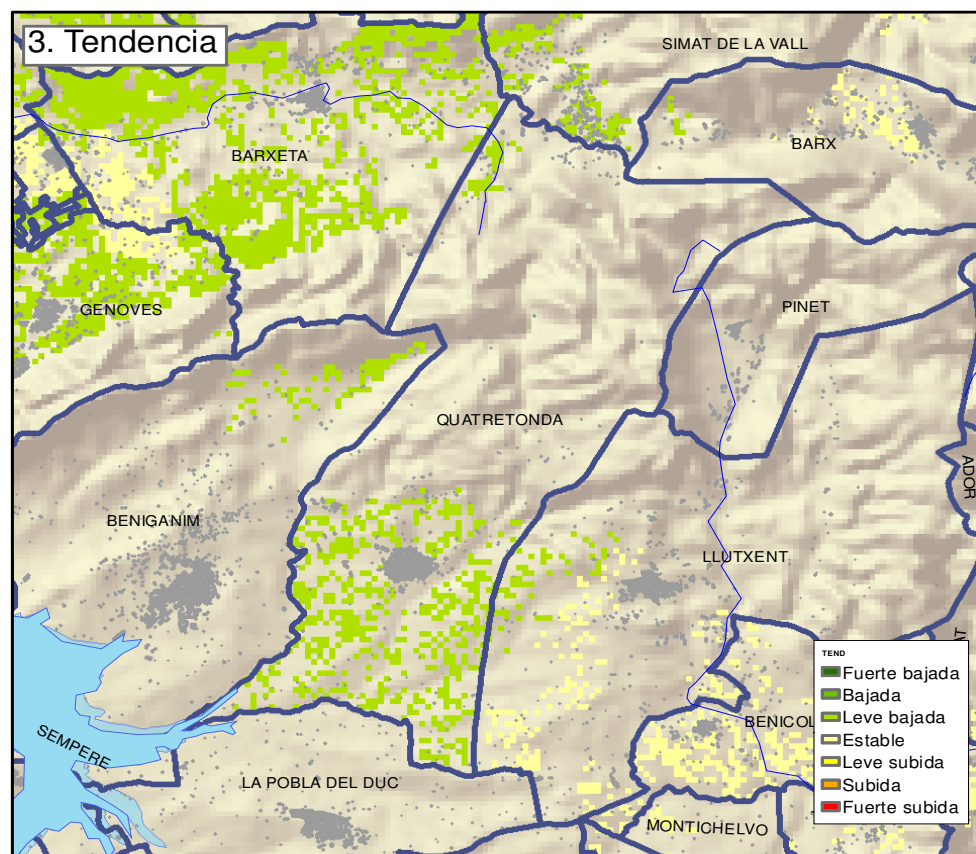 3. Tendencia
SIMAT DE LA VALL
BARX
BARXETA
GENOVES
PINET
QUATRETONDA
ADOR
BENIGANIM
LLUTXENT
TEND
Fuerte bajada
Bajada
Leve bajada
Estable
Leve subida
Subida
Fuerte subida
BENICOL
SEMPERE
LA POBLA DEL DUC
MONTICHELVO